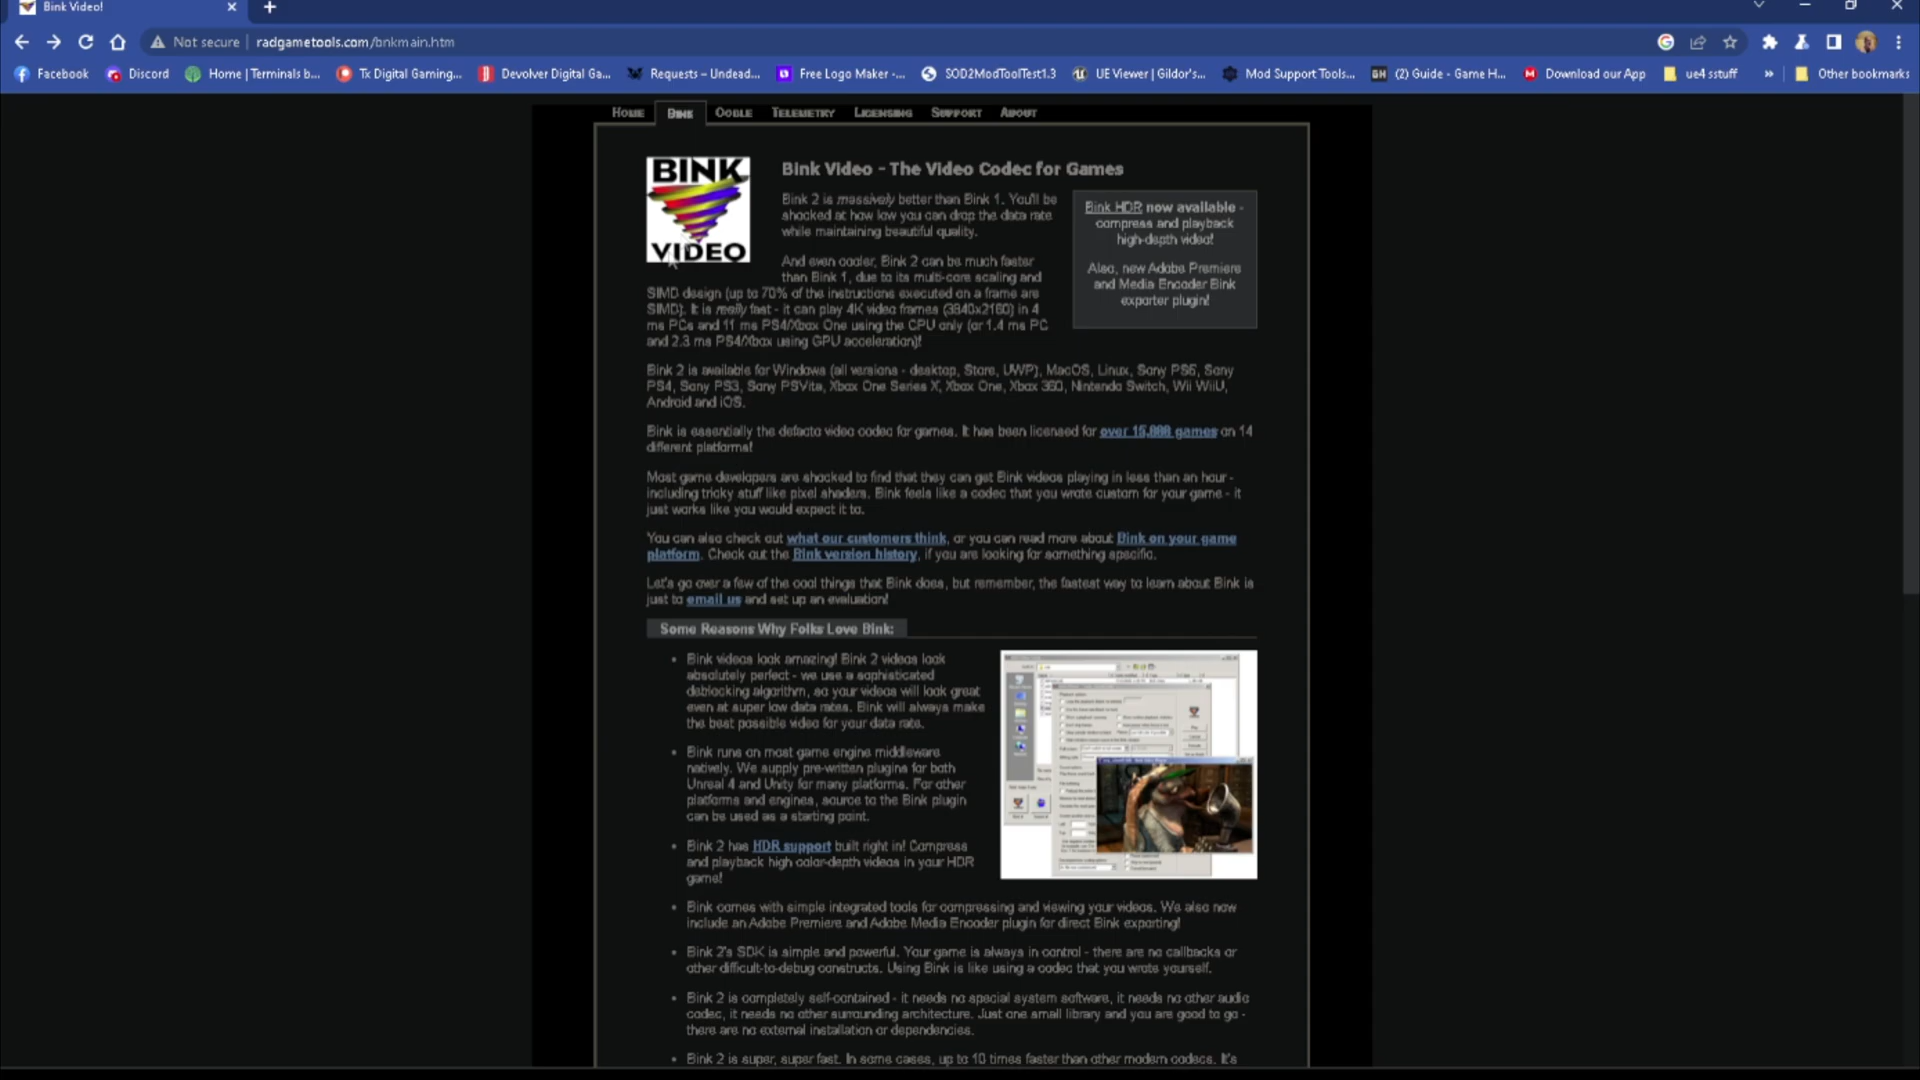 Bink Video!
Not secure
radgametools.com/bnkmain.htm
Facebook
Discord
Home | Terminals b...
Tk Digital Gaming...
Devolver Digital Ga...
Requests – Undead...
Free Logo Maker -...
SOD2ModToolTest1.3
UE Viewer | Gildor's...
Mod Support Tools...
(2) Guide - Game H...
Download our App
ue4 sstuff
»
Other bookmarks
Home
Bink
Oodle
Telemetry
Licensing
Support
About
BINK
VIDEO
Bink Video - The Video Codec for Games
Bink 2 is massively better than Bink 1. You'll be
shocked at how low you can drop the data rate
while maintaining beautiful quality.
Bink HDR now available -
compress and playback
high-depth video!
Also, new Adobe Premiere
and Media Encoder Bink
exporter plugin!
And even cooler, Bink 2 can be much faster
than Bink 1, due to its multi-core scaling and
SIMD design (up to 70% of the instructions executed on a frame are
SIMD). It is really fast - it can play 4K video frames (3840x2160) in 4
ms PCs and 11 ms PS4/Xbox One using the CPU only (or 1.4 ms PC
and 2.3 ms PS4/Xbox using GPU acceleration)!
Bink 2 is available for Windows (all versions - desktop, Store, UWP), MacOS, Linux, Sony PS5, Sony
PS4, Sony PS3, Sony PSVita, Xbox One Series X, Xbox One, Xbox 360, Nintendo Switch, Wii WiiU,
Android and iOS.
Bink is essentially the defacto video codec for games. It has been licensed for over 15,000 games on 14
different platforms!
Most game developers are shocked to find that they can get Bink videos playing in less than an hour -
including tricky stuff like pixel shaders. Bink feels like a codec that you wrote custom for your game - it
just works like you would expect it to.
You can also check out what our customers think, or you can read more about Bink on your game
platform. Check out the Bink version history, if you are looking for something specific.
Let's go over a few of the cool things that Bink does, but remember, the fastest way to learn about Bink is
just to email us and set up an evaluation!
Some Reasons Why Folks Love Bink:
• Bink videos look amazing! Bink 2 videos look
absolutely perfect - we use a sophisticated
deblocking algorithm, so your videos will look great
even at super low data rates. Bink will always make
the best possible video for your data rate.
• Bink runs on most game engine middleware
natively. We supply pre-written plugins for both
Unreal 4 and Unity for many platforms. For other
platforms and engines, source to the Bink plugin
can be used as a starting point.
• Bink 2 has HDR support built right in! Compress
and playback high color-depth videos in your HDR
game!
• Bink comes with simple integrated tools for compressing and viewing your videos. We also now
include an Adobe Premiere and Adobe Media Encoder plugin for direct Bink exporting!
• Bink 2's SDK is simple and powerful. Your game is always in control - there are no callbacks or
other difficult-to-debug constructs. Using Bink is like using a codec that you wrote yourself.
• Bink 2 is completely self-contained - it needs no special system software, it needs no other audio
codec, it needs no other surrounding architecture. Just one small library and you are good to go -
there are no external installation or dependencies.
• Bink 2 is super, super fast. In some cases, up to 10 times faster than other modern codecs. It's